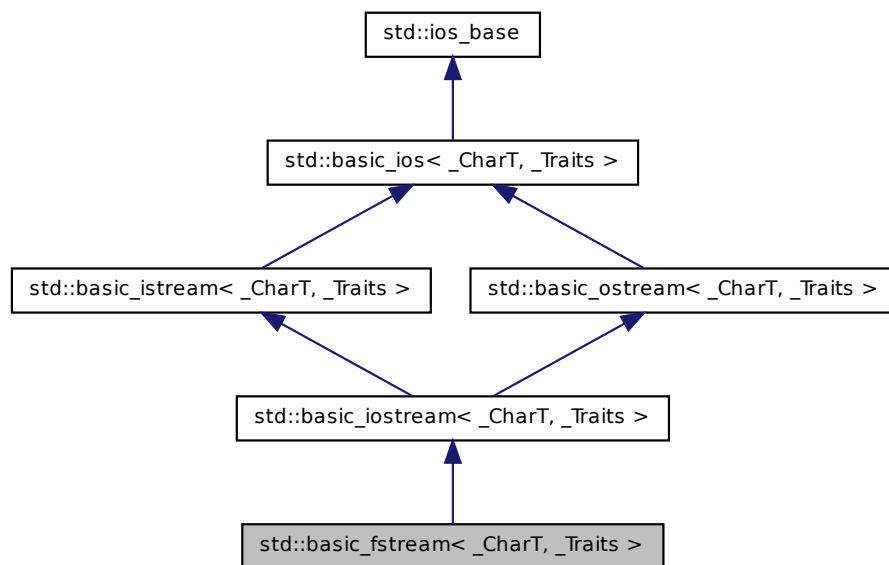 std::ios_base
std::basic_ios< _CharT, _Traits >
std::basic_istream< _CharT, _Traits >
std::basic_ostream< _CharT, _Traits >
std::basic_iostream< _CharT, _Traits >
std::basic_fstream< _CharT, _Traits >